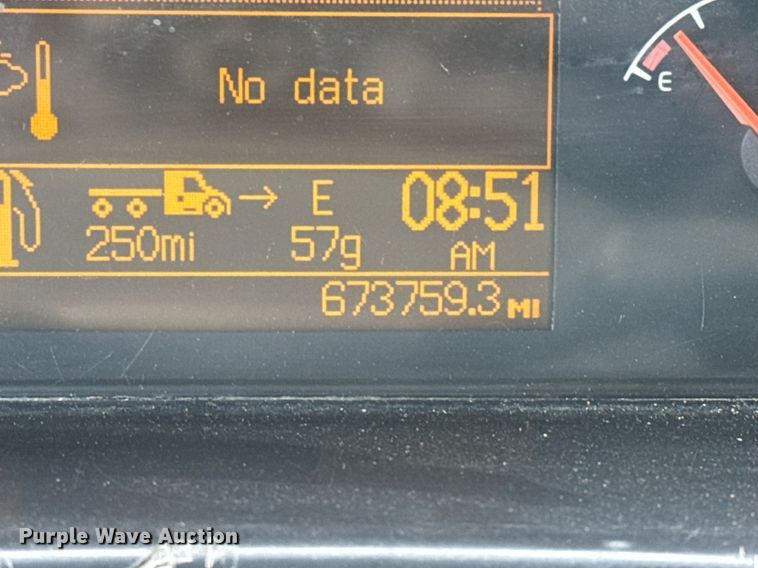 No data
E
E 08:51
250mi 57g AM
673759.3 MI
Purple Wave Auction